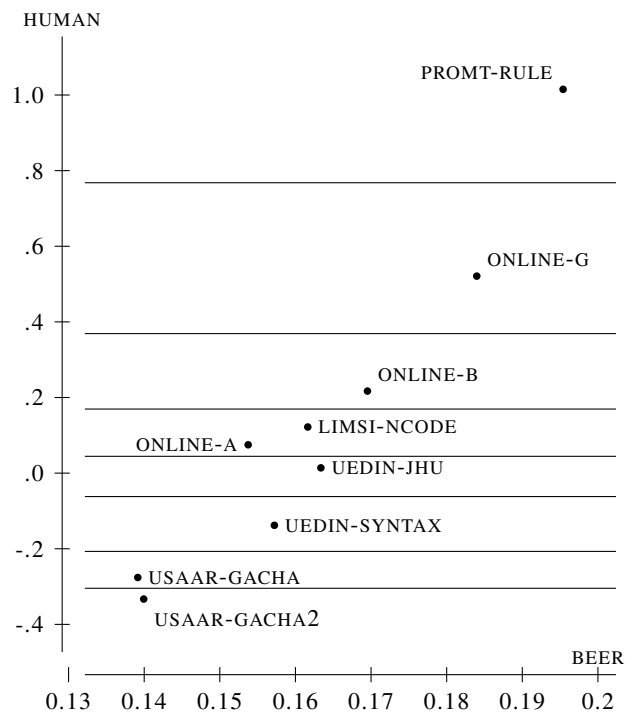 HUMAN
PROMT-RULE
1.0
.8
ONLINE-G
.6
.4
ONLINE-B
.2
LIMSI-NCODE
ONLINE-A
UEDIN-JHU
.0
UEDIN-SYNTAX
-.2
USAAR-GACHA
USAAR-GACHA2
-.4
BEER
0.13 0.14 0.15 0.16 0.17 0.18 0.19 0.2